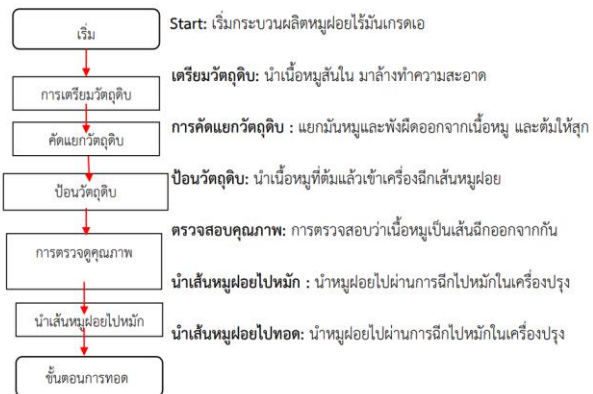 เริ่ม
Start: เริ่มกระบวนผลิตหมูฝอยไร้มันเกรดเอ
เตรียมวัตถุดิบ: นำเนื้อหมูสันใน มาล้างทำความสะอาด
การเตรียมวัตถุดิบ
การคัดแยกวัตถุดิบ : แยกมันหมูและพังผืดออกจากเนื้อหมู และต้มให้สุก
คัดแยกวัตถุดิบ
ป้อนวัตถุดิบ: นำเนื้อหมูที่ต้มแล้วเข้าเครื่องฉีกเส้นหมูฝอย
ป้อนวัตถุดิบ
ตรวจสอบคุณภาพ: การตรวจสอบว่าเนื้อหมูเป็นเส้นฉีกออกจากกัน
การตรวจดูคุณภาพ
นำเส้นหมูฝอยไปหมัก : นำหมูฝอยไปผ่านการฉีกไปหมักในเครื่องปรุง
นำเส้นหมูฝอยไปหมัก
นำเส้นหมูฝอยไปทอด: นำหมูฝอยไปผ่านการฉีกไปหมักในเครื่องปรุง
ขั้นตอนการทอด